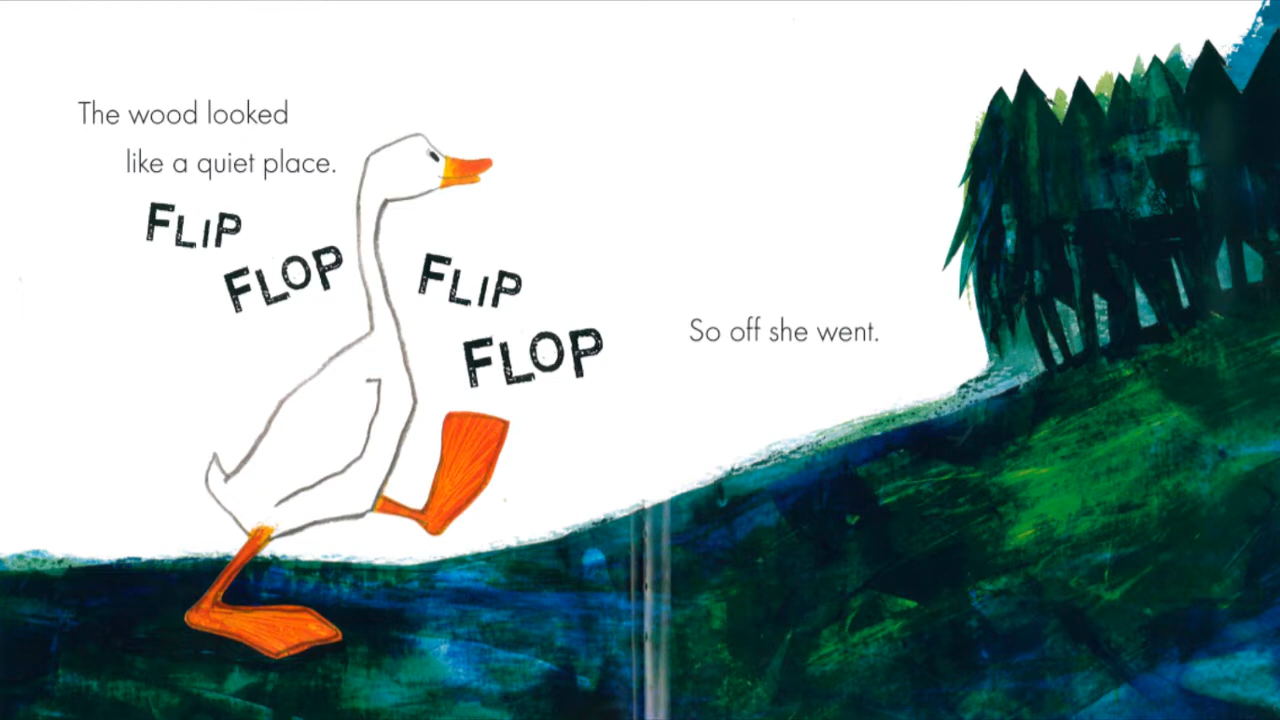 The wood looked
like a quiet place.
FLIP
FLOP
FLIP
FLOP
So off she went.